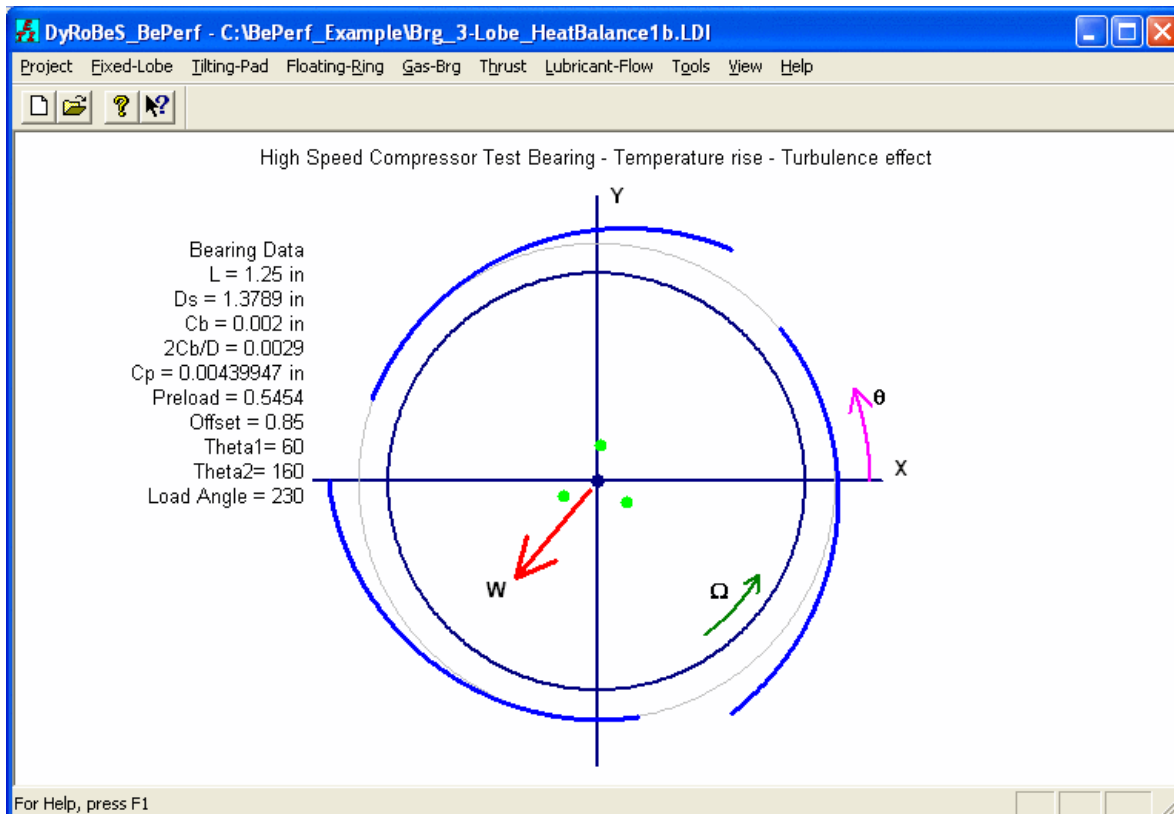 DyRoBeS_BePerf - C:\BePerf_Example\Brg_3-Lobe_HeatBalance1b.LDI
Project Fixed-Lobe Tilting-Pad Floating-Ring Gas-Brg Thrust Lubricant-Flow Tools View Help
High Speed Compressor Test Bearing - Temperature rise - Turbulence effect
Y
Bearing Data
L = 1.25 in
Ds = 1.3789 in
Cb = 0.002 in
2Cb/D = 0.0029
Cp = 0.00439947 in
Preload = 0.5454
Offset = 0.85
Theta1= 60
Theta2= 160
Load Angle = 230
θ
X
W
Ω
For Help, press F1